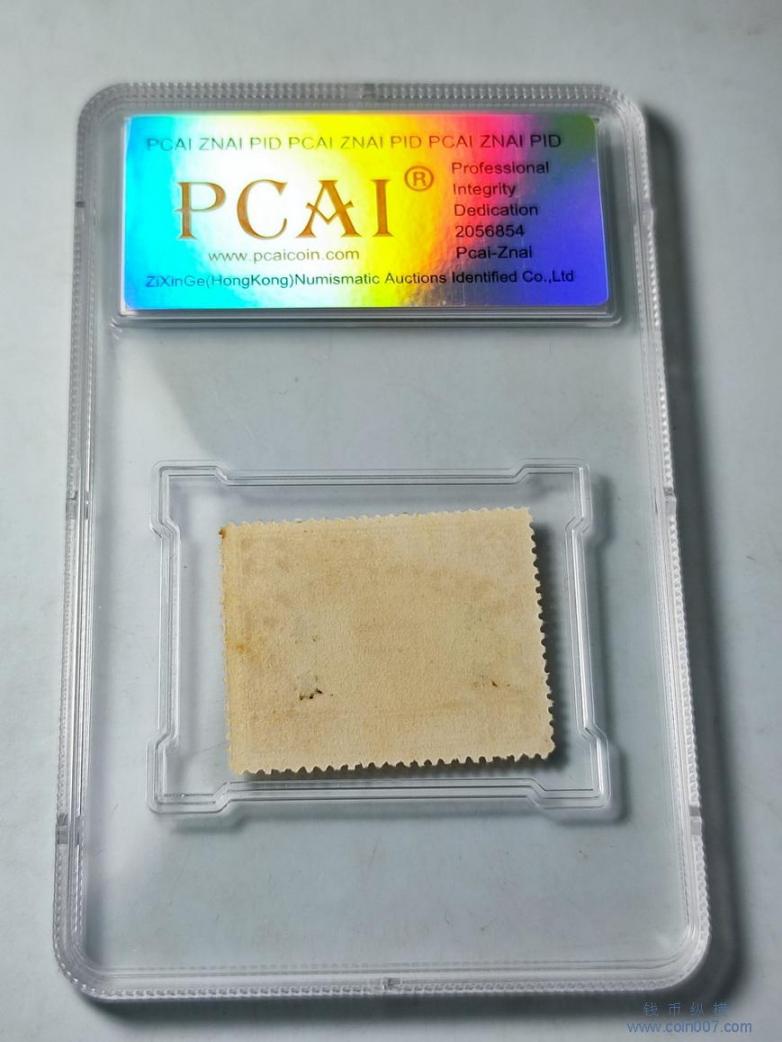 PCAI ZNAI PID PCAI ZNAI PID PCAI ZNAI PID
PCAI®
Professional
Integrity
Dedication
2056854
www.pcaicoin.com
Pcai-Znai
ZiXinGe(HongKong)Numismatic Auctions Identified Co.,Ltd
钱币纵横
www.coin007.com